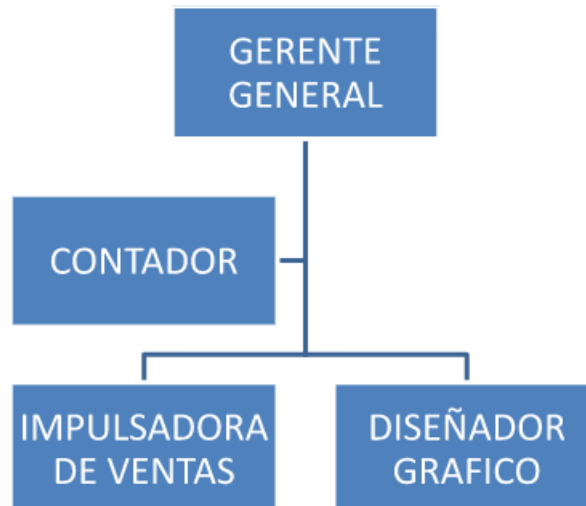 GERENTE
GENERAL
CONTADOR
IMPULSADORA
DE VENTAS
DISEÑADOR
GRAFICO